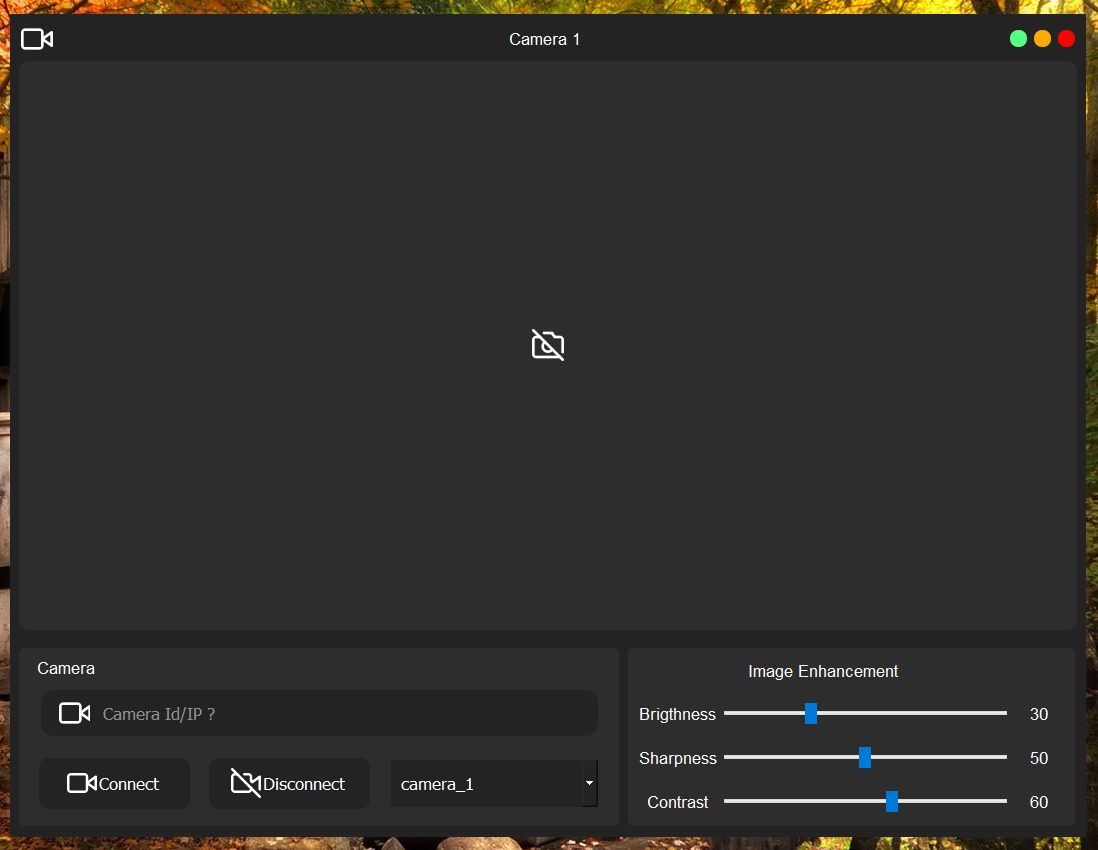 Camera 1
Camera
Camera Id/IP ?
Connect
Disconnect
camera_1
Image Enhancement
Brigthness 30
Sharpness 50
Contrast 60